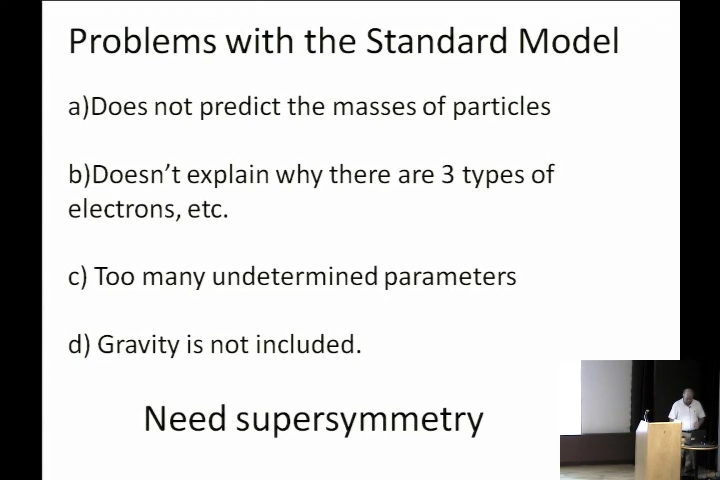 Problems with the Standard Model
a)Does not predict the masses of particles
b)Doesn't explain why there are 3 types of
electrons, etc.
c) Too many undetermined parameters
d) Gravity is not included.
Need supersymmetry